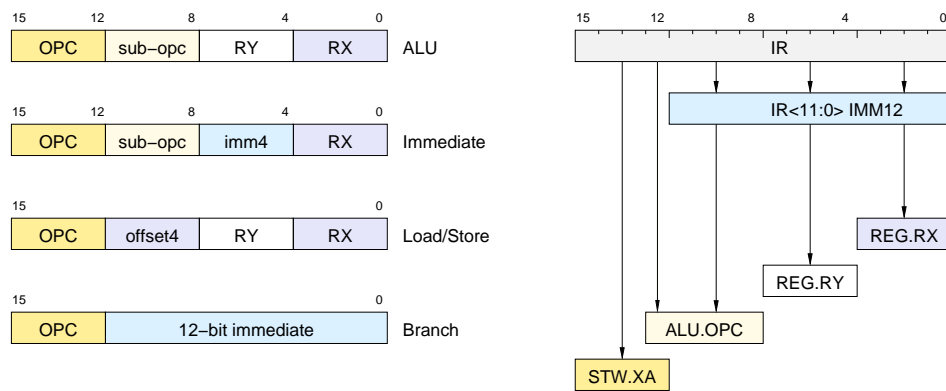 15 12 8 4 0
OPC sub-opc RY RX ALU
15 12 8 4 0
OPC sub-opc imm4 RX Immediate
15 0
OPC offset4 RY RX Load/Store
15 0
OPC 12-bit immediate Branch
15 12 8 4 0
IR
IR<11:0> IMM12
REG.RX
REG.RY
ALU.OPC
STW.XA